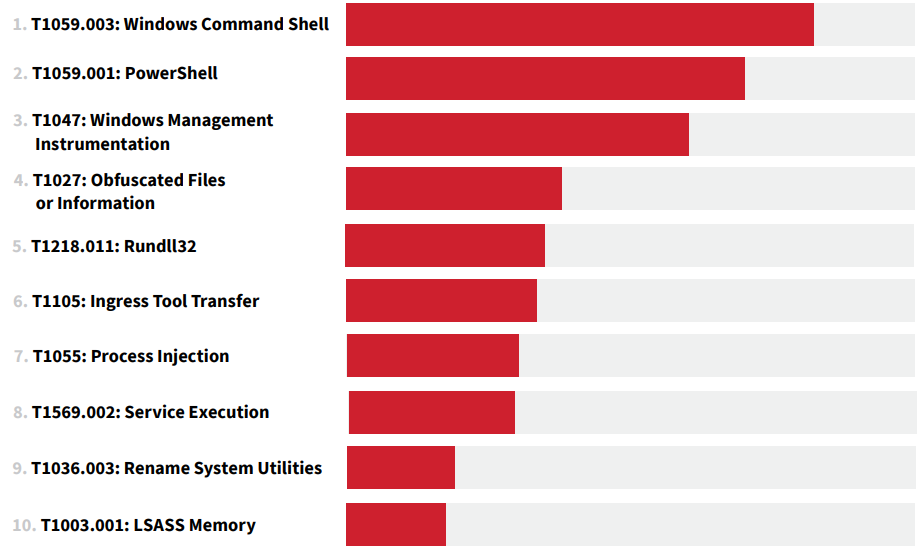 1. T1059.003: Windows Command Shell
2. T1059.001: PowerShell
3. T1047: Windows Management
Instrumentation
4. T1027: Obfuscated Files
or Information
5. T1218.011: Rundll32
6. T1105: Ingress Tool Transfer
7. T1055: Process Injection
8. T1569.002: Service Execution
9. T1036.003: Rename System Utilities
10. T1003.001: LSASS Memory